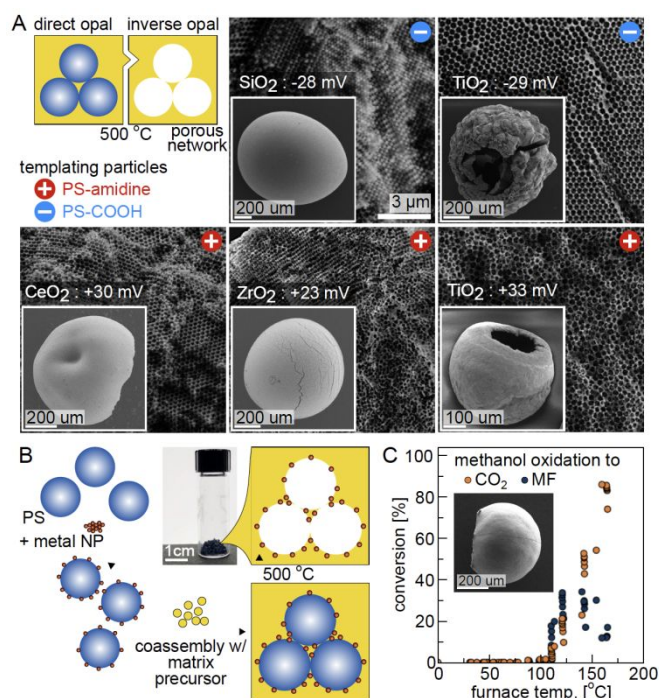 A
direct opal inverse opal
500 °C porous
network
templating particles
+ PS-amidine
− PS-COOH
−
SiO₂ : -28 mV
200 um
3 µm
−
TiO₂ : -29 mV
200 um
+
CeO₂ : +30 mV
200 um
+
ZrO₂ : +23 mV
200 um
+
TiO₂ : +33 mV
100 um
B
PS
+ metal NP
1cm
500 °C
coassembly w/
matrix
precursor
C
methanol oxidation to
CO₂ MF
200 um
conversion [%]
100
80
60
40
20
0
0 50 100 150 200
furnace temp. [°C]